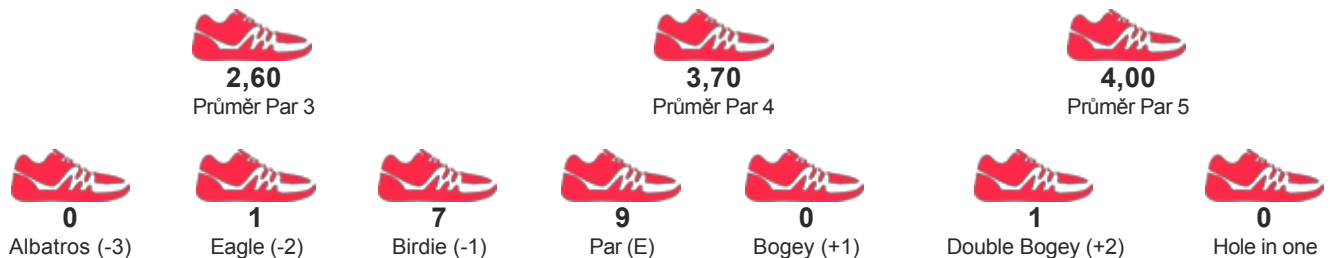 2,60 3,70 4,00
Průměr Par 3 Průměr Par 4 Průměr Par 5
0 1 7 9 0 1 0
Albatros (-3) Eagle (-2) Birdie (-1) Par (E) Bogey (+1) Double Bogey (+2) Hole in one